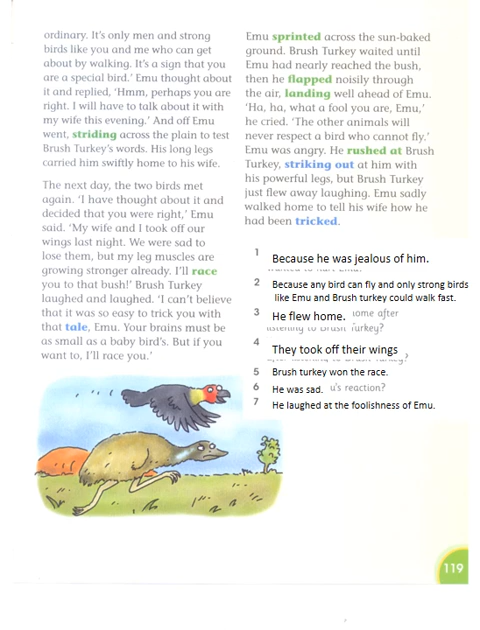 ordinary. It's only men and strong
birds like you and me who can get
about by walking. It's a sign that you
are a special bird.' Emu thought about
it and replied, 'Hmm, perhaps you are
right. I will have to talk about it with
my wife this evening.' And off Emu
went, striding across the plain to test
Brush Turkey's words. His long legs
carried him swiftly home to his wife.
The next day, the two birds met
again. 'I have thought about it and
decided that you were right,' Emu
said. 'My wife and I took off our
wings last night. We were sad to
lose them, but my leg muscles are
growing stronger already. I'll race
you to that bush!' Brush Turkey
laughed and laughed. 'I can't believe
that it was so easy to trick you with
that tale, Emu. Your brains must be
as small as a baby bird's. But if you
want to, I'll race you.'
Emu sprinted across the sun-baked
ground. Brush Turkey waited until
Emu had nearly reached the bush,
then he flapped noisily through
the air, landing well ahead of Emu.
'Ha, ha, what a fool you are, Emu,'
he cried. 'The other animals will
never respect a bird who cannot fly.'
Emu was angry. He rushed at Brush
Turkey, striking out at him with
his powerful legs, but Brush Turkey
just flew away laughing. Emu sadly
walked home to tell his wife how he
had been tricked.
1 Because he was jealous of him.
2 Because any bird can fly and only strong birds
like Emu and Brush turkey could walk fast.
3 He flew home. ome after
listening to Brush Turkey?
4 They took off their wings
after listening to Brush Turkey?
5 Brush turkey won the race.
6 He was sad. u's reaction?
7 He laughed at the foolishness of Emu.
119